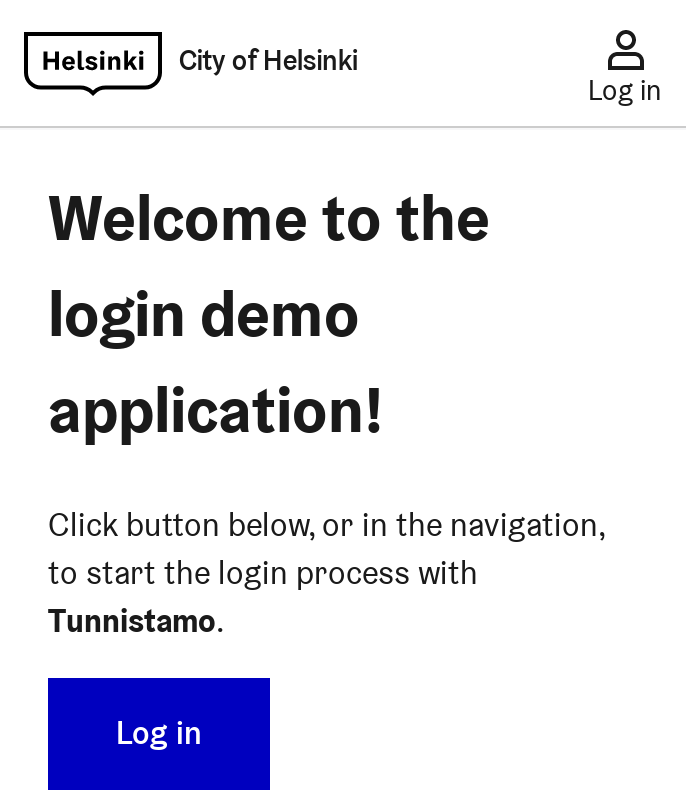 Helsinki City of Helsinki
Log in
Welcome to the
login demo
application!
Click button below, or in the navigation,
to start the login process with
Tunnistamo.
Log in